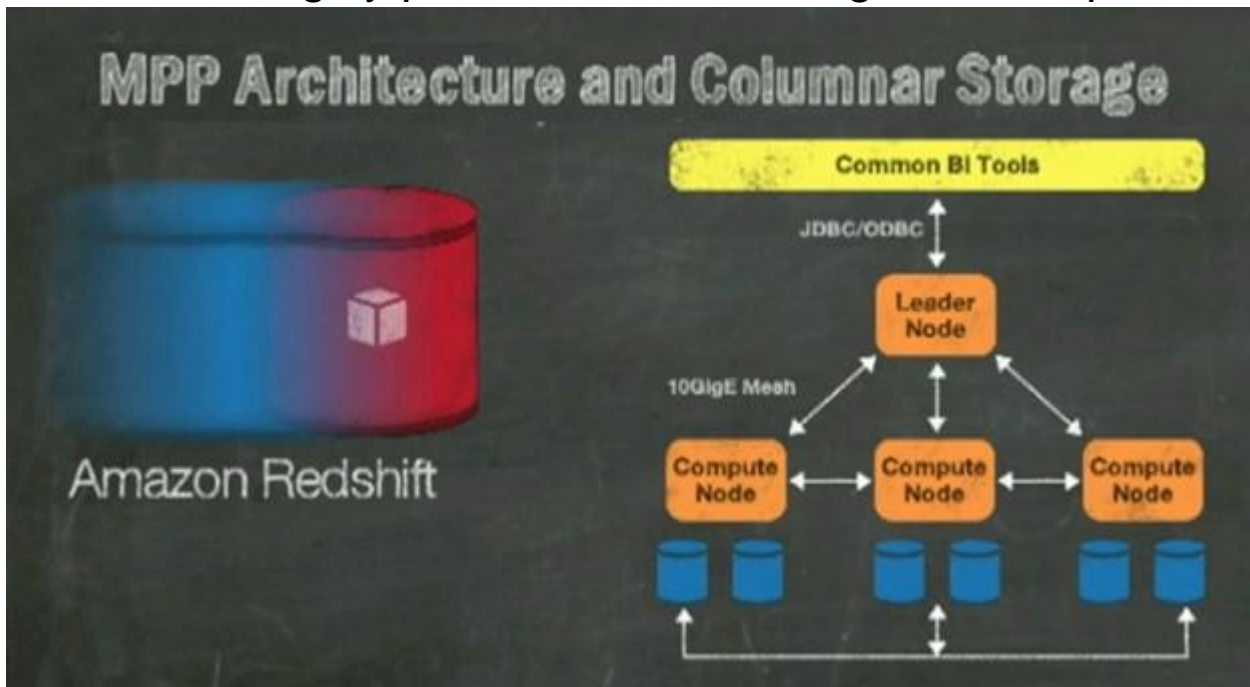 MPP Architecture and Columnar Storage
Common BI Tools
JDBC/ODBC
Leader
Node
10GigE Mesh
Compute
Node
Compute
Node
Compute
Node
Amazon Redshift